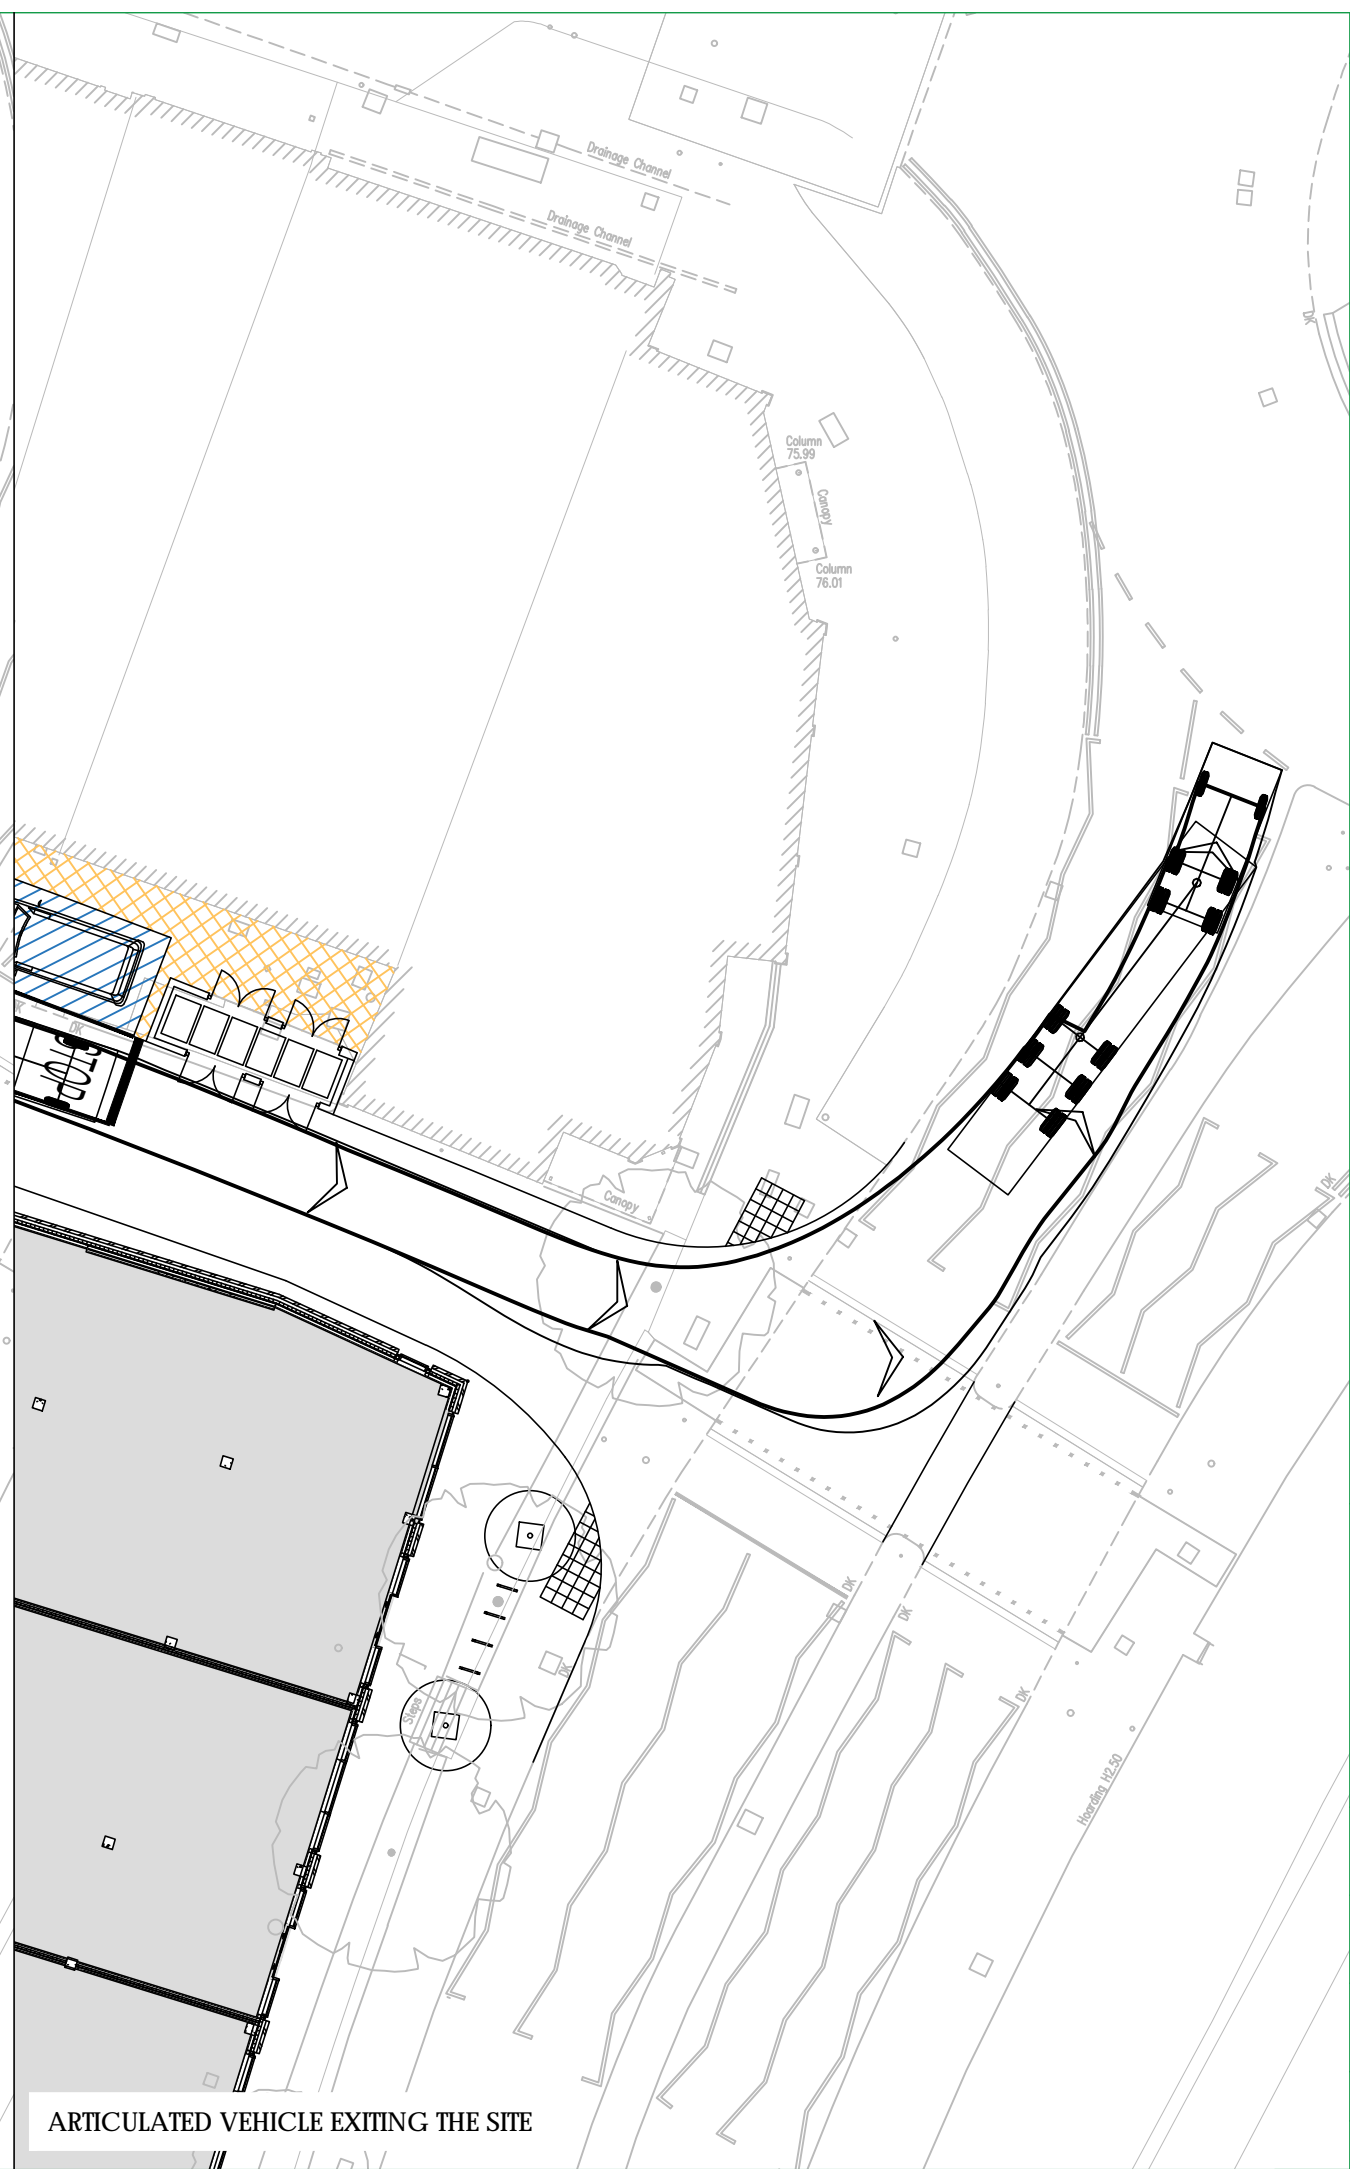 Drainage Channel
Drainage Channel
DK
Column
75.99
Canopy
Column
76.01
DK
Canopy
DK
DK
DK
DK
Steps
DK
Hoarding H2.50
ARTICULATED VEHICLE EXITING THE SITE